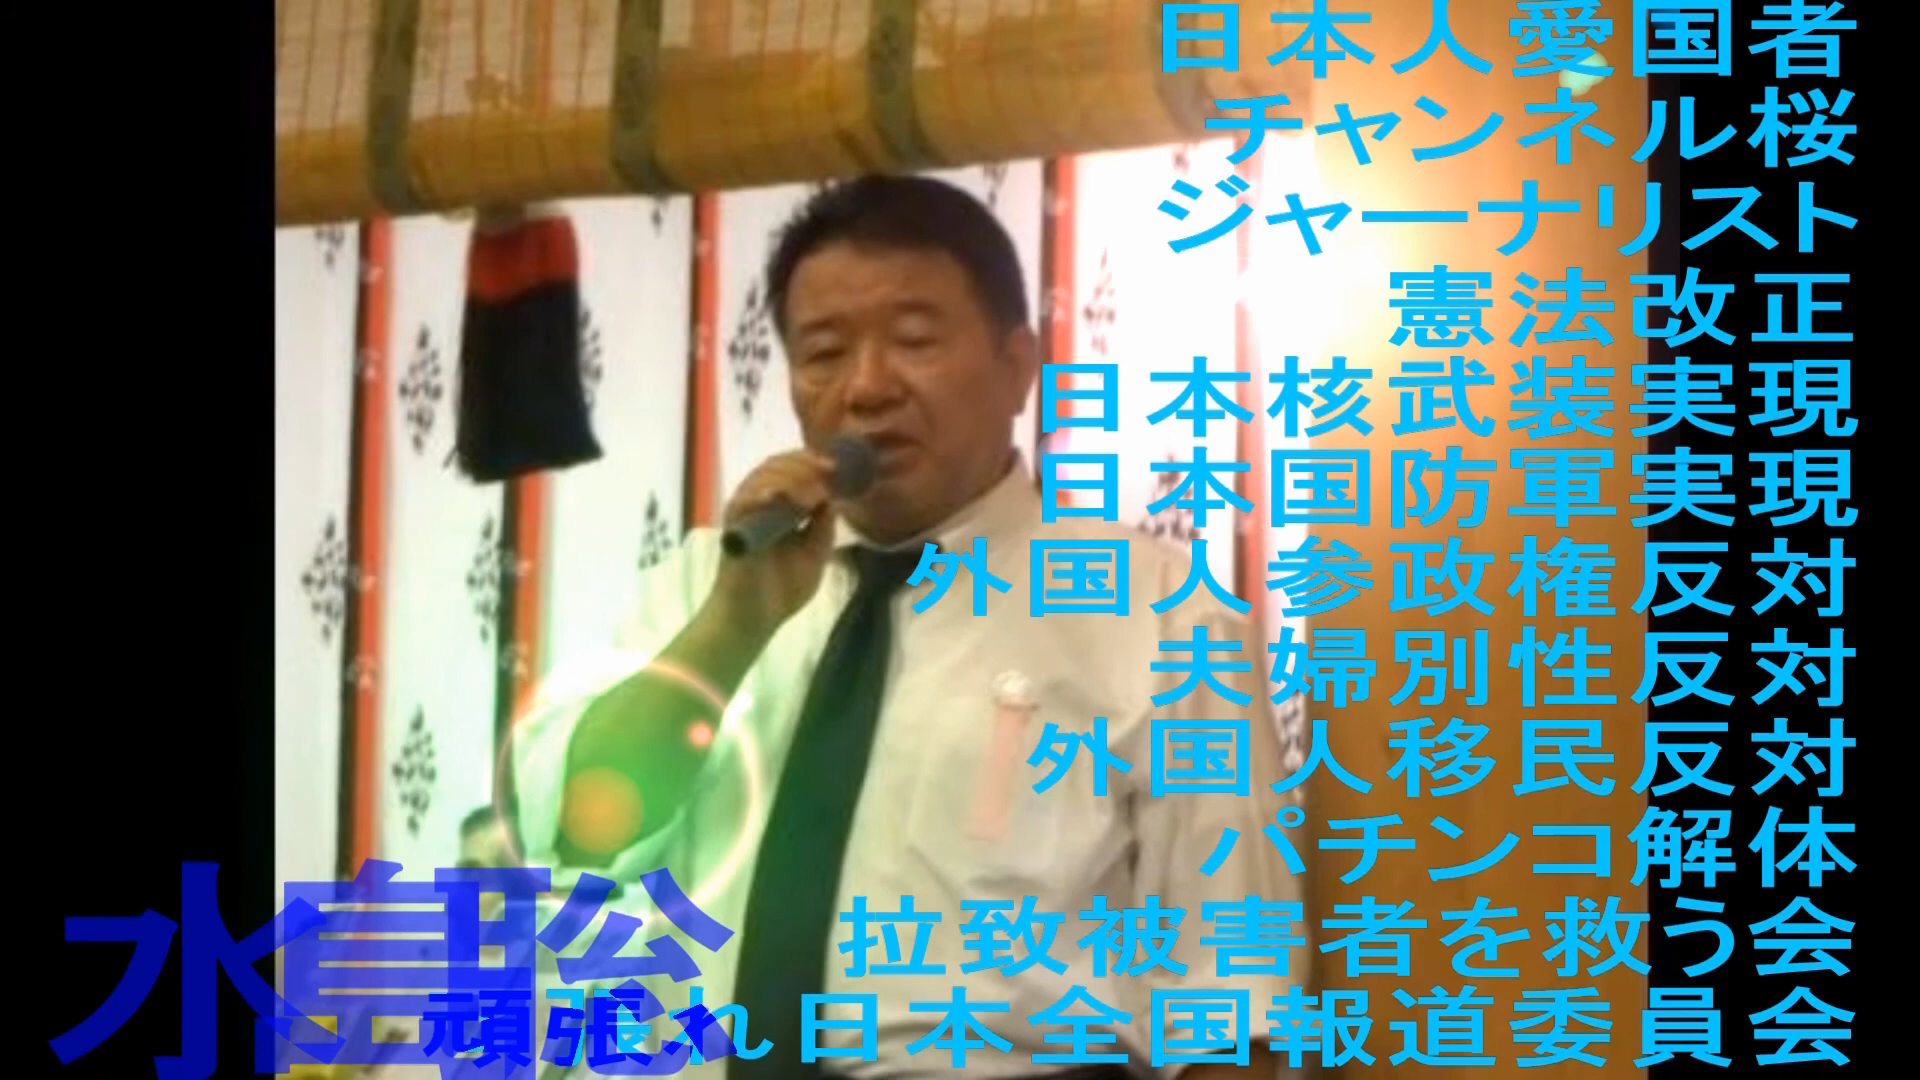 日本人愛国者
チャンネル桜
ジャーナリスト
憲法改正
日本核武装実現
日本国防軍実現
外国人参政権反対
夫婦別性反対
外国人移民反対
パチンコ解体
拉致被害者を救う会
頑張れ日本全国報道委員会
水島聡